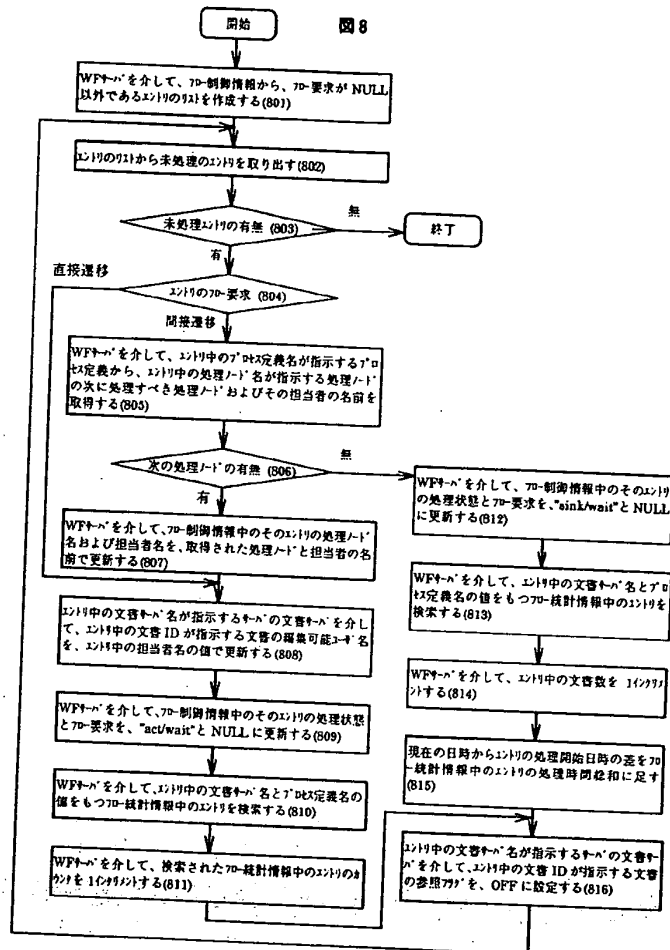 図8
開始
WFサーバを介して、フロー制御情報から、フロー要求が NULL
以外であるエントリのリストを作成する(801)
エントリのリストから未処理のエントリを取り出す(802)
未処理エントリの有無 (803)
無
終了
有
直接遷移
エントリのフロー要求 (804)
間接遷移
WFサーバを介して、エントリ中のプロセス定義名が指示するプロ
セス定義から、エントリ中の処理ノード名が指示する処理ノード
の次に処理すべき処理ノードおよびその担当者の名前を
取得する(805)
次の処理ノードの有無 (806)
無
有
WFサーバを介して、フロー制御情報中のそのエントリの処理ノード
名および担当者名を、取得された処理ノードと担当者の名
前で更新する(807)
エントリ中の文書サーバ名が指示するサーバの文書サーバを介し
て、エントリ中の文書 ID が指示する文書の編集可能ユーザ名
を、エントリ中の担当者名の値で更新する(808)
WFサーバを介して、フロー制御情報中のそのエントリの処理状態
とフロー要求を、"act/wait"と NULL に更新する(809)
WFサーバを介して、エントリ中の文書サーバ名とプロセス定義名の
値をもつフロー統計情報中のエントリを検索する(810)
WFサーバを介して、検索されたフロー統計情報中のエントリのカ
ウンタを 1インクリメントする(811)
WFサーバを介して、フロー制御情報中のそのエントリ
の処理状態とフロー要求を、"sink/wait"と NULL
に更新する(812)
WFサーバを介して、エントリ中の文書サーバ名とプロ
セス定義名の値をもつフロー統計情報中のエントリを
検索する(813)
WFサーバを介して、エントリ中の文書数を 1インクリメ
ントする(814)
現在の日時からエントリの処理開始日時の差をフロ
ー統計情報中のエントリの処理時間総和に足す
(815)
エントリ中の文書サーバ名が指示するサーバの文書サー
バを介して、エントリ中の文書 ID が指示する文書
の参照フラグを、OFF に設定する(816)